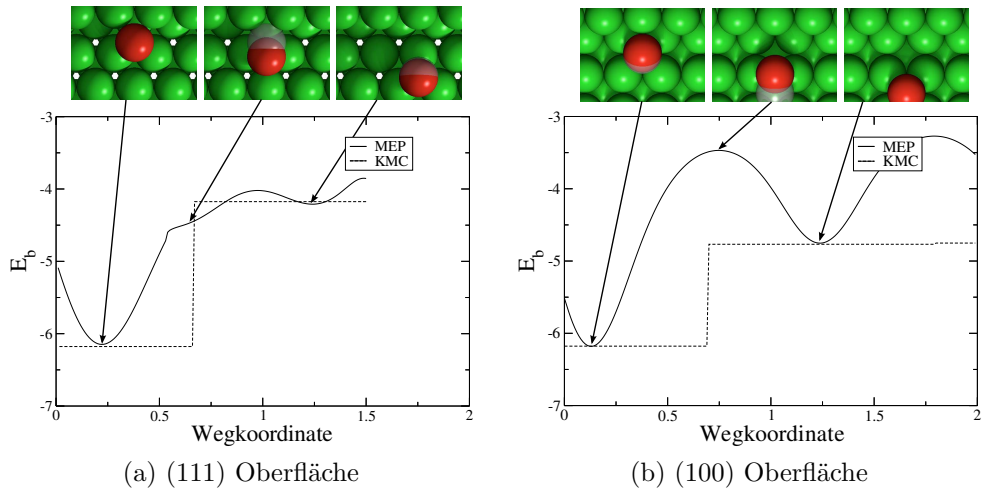 -3
-4
-5
-6
-7
E_b
MEP
KMC
0
0.5
1
1.5
2
Wegkoordinate
(a) (111) Oberfläche
-3
-4
-5
-6
-7
E_b
MEP
KMC
0
0.5
1
1.5
2
Wegkoordinate
(b) (100) Oberfläche